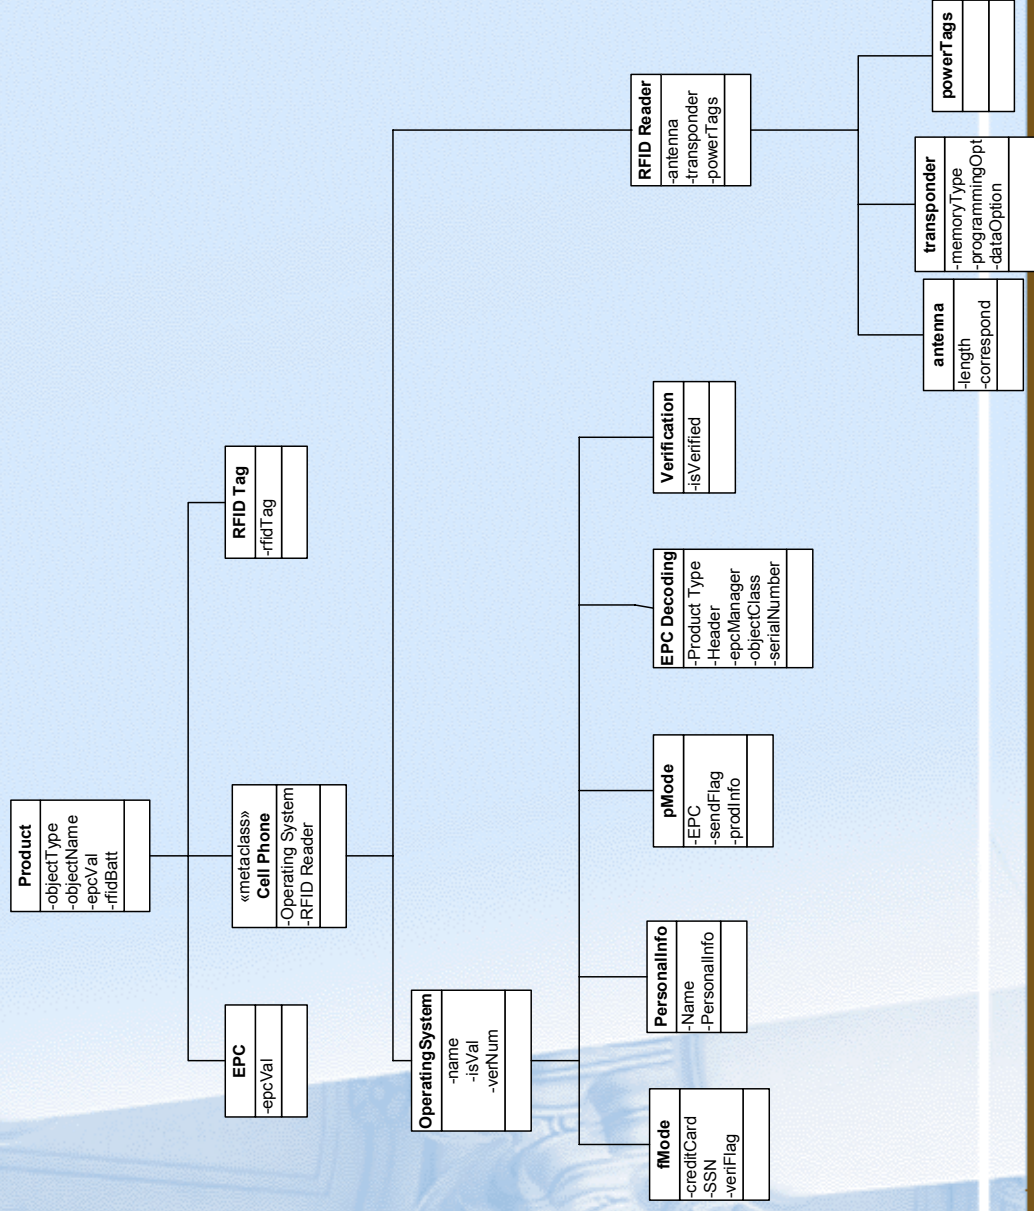 Product
-objectType
-objectName
-epcVal
-rfidBatt
EPC
-epcVal
«metaclass»
Cell Phone
-Operating System
-RFID Reader
RFID Tag
-rfidTag
OperatingSystem
-name
-isVal
-verNum
RFID Reader
-antenna
-transponder
-powerTags
fMode
-creditCard
-SSN
-veriFlag
PersonalInfo
-Name
-PersonalInfo
pMode
-EPC
-sendFlag
-prodInfo
EPC Decoding
-Product Type
-Header
-epcManager
-objectClass
-serialNumber
Verification
-isVerified
antenna
-length
-correspond
transponder
-memoryType
-programmingOpt
-dataOption
powerTags